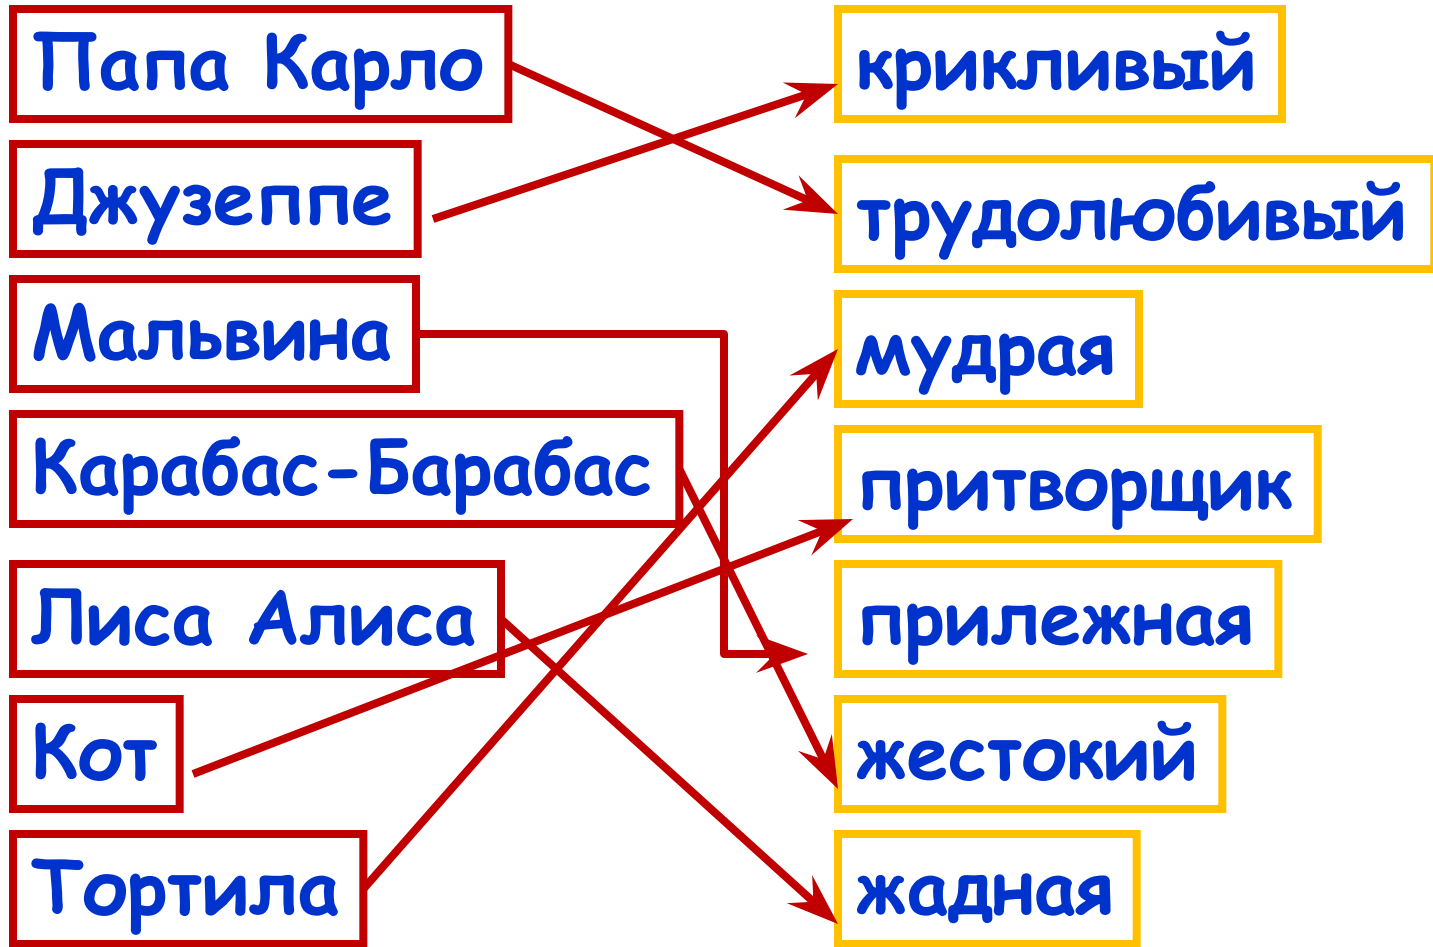 Папа Карло
Джузеппе
Мальвина
Карабас-Барабас
Лиса Алиса
Кот
Тортила
крикливый
трудолюбивый
мудрая
притворщик
прилежная
жестокий
жадная